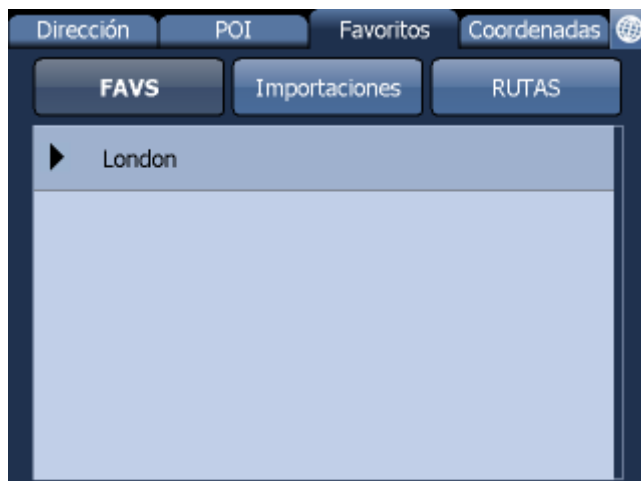 Dirección POI Favoritos Coordenadas
FAVS Importaciones RUTAS
London